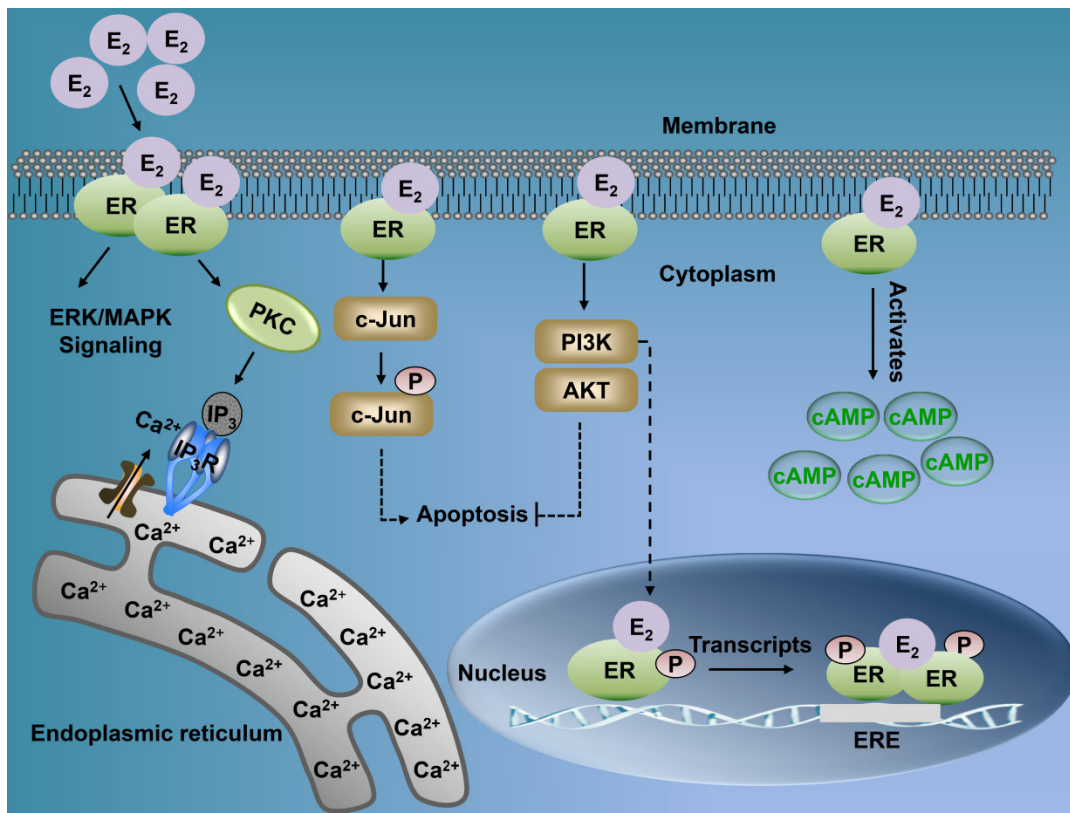 E₂
E₂
E₂
E₂
Membrane
E₂
E₂
E₂
E₂
E₂
ER
ER
ER
ER
ER
Cytoplasm
ERK/MAPK
Signaling
PKC
c-Jun
PI3K
AKT
Activates
P
c-Jun
IP₃
Ca²⁺
IP₃R
cAMP
cAMP
cAMP
cAMP
cAMP
Apoptosis
Ca²⁺
Ca²⁺
Ca²⁺
Ca²⁺
Ca²⁺
Ca²⁺
Ca²⁺
Ca²⁺
Ca²⁺
Ca²⁺
Ca²⁺
Ca²⁺
Ca²⁺
Endoplasmic reticulum
Nucleus
E₂
ER
P
Transcripts
P
E₂
P
ER
ER
ERE